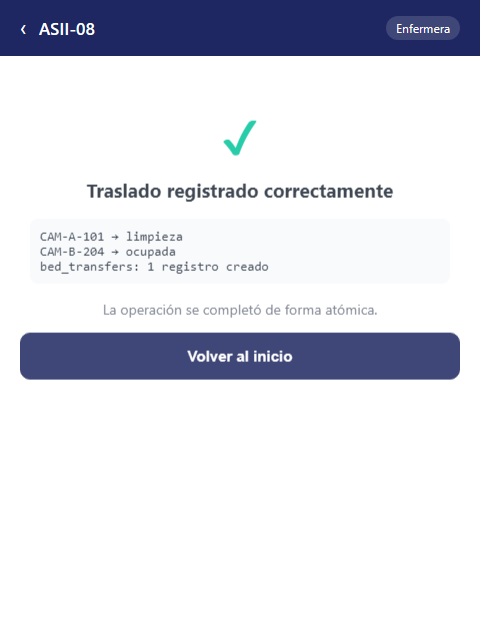 ‹ ASII-08
Enfermera
Traslado registrado correctamente
CAM-A-101 → limpieza
CAM-B-204 → ocupada
bed_transfers: 1 registro creado
La operación se completó de forma atómica.
Volver al inicio